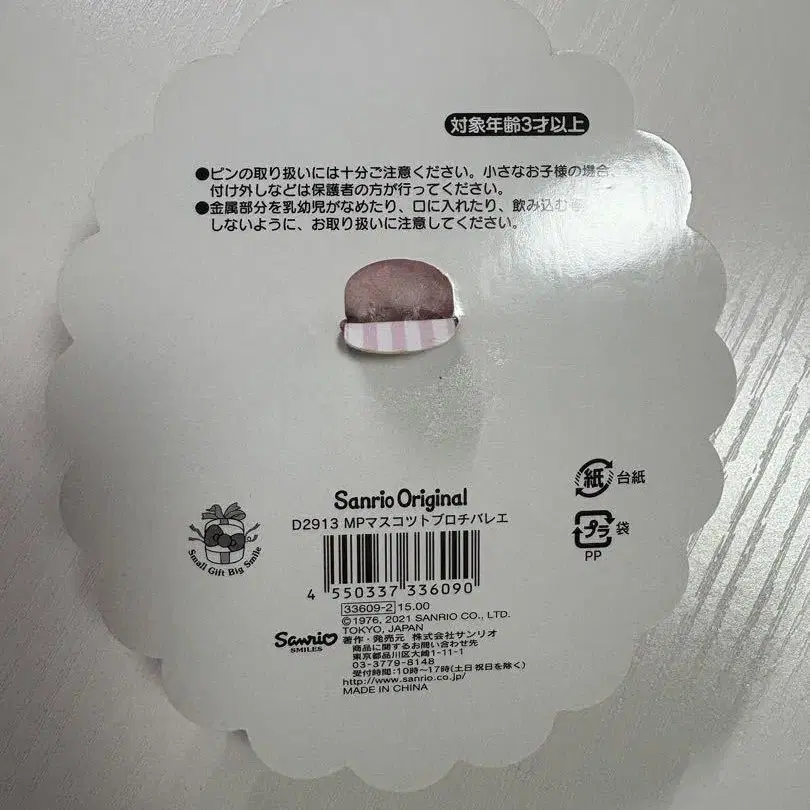 対象年齢3才以上
●ピンの取り扱いには十分ご注意ください。小さなお子様の場合、
付け外しなどは保護者の方が行ってください。
●金属部分を乳幼児がなめたり、口に入れたり、飲み込む
しないように、お取り扱いに注意してください。
Sanrio Original
D2913 MPマスコツトブロチバレエ
4 550337 336090
33609-2 15.00
©1976, 2021 SANRIO CO., LTD.
TOKYO, JAPAN
著作・発売元 株式会社サンリオ
商品に関するお問い合わせ先
東京都品川区大崎1-11-1
03-3779-8148
受付時間:10時～17時(土日祝日を除く)
http://www.sanrio.co.jp/
MADE IN CHINA
Small Gift Big Smile
Sanrio
SMILES
紙 台紙
プラ 袋
PP